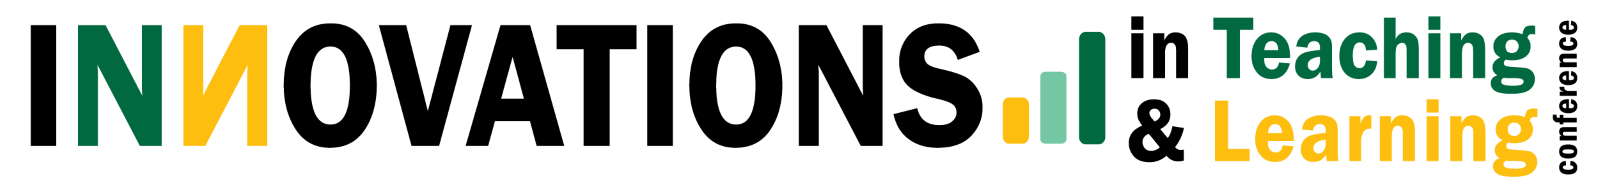 INNOVATIONS
in Teaching
& Learning
conference